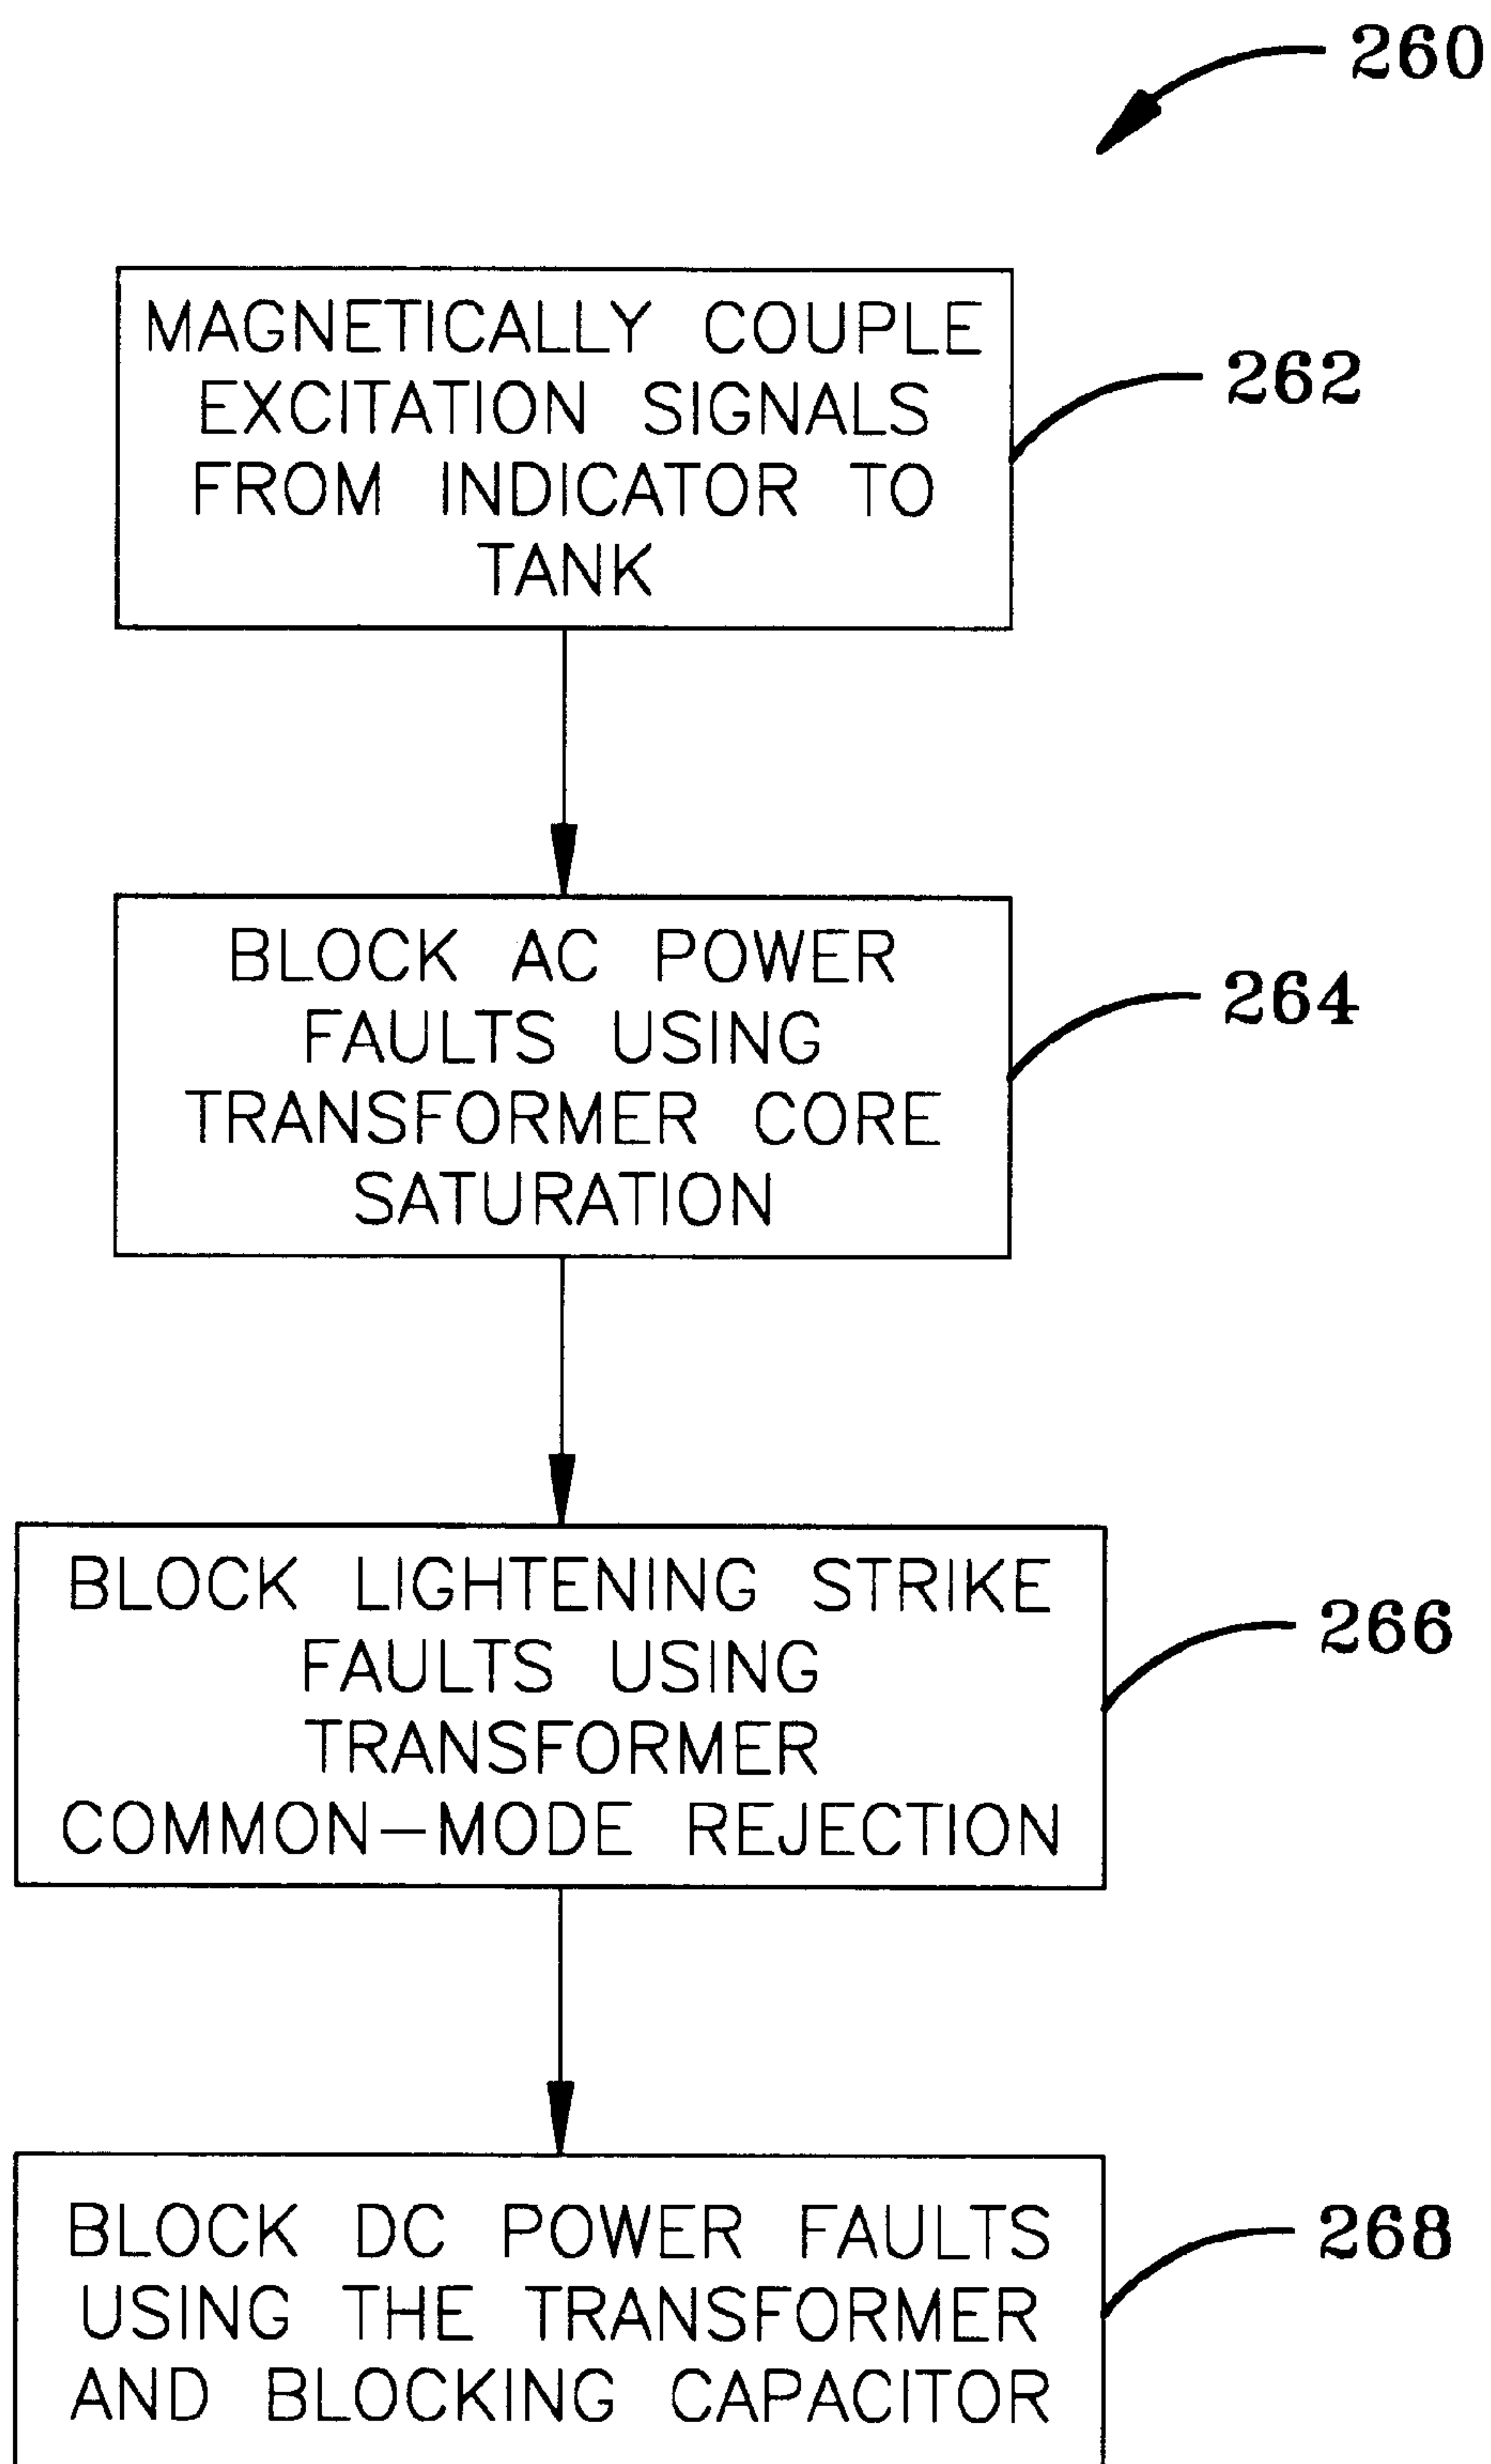 260
MAGNETICALLY COUPLE
EXCITATION SIGNALS
FROM INDICATOR TO
TANK
262
BLOCK AC POWER
FAULTS USING
TRANSFORMER CORE
SATURATION
264
BLOCK LIGHTENING STRIKE
FAULTS USING
TRANSFORMER
COMMON-MODE REJECTION
266
BLOCK DC POWER FAULTS
USING THE TRANSFORMER
AND BLOCKING CAPACITOR
268